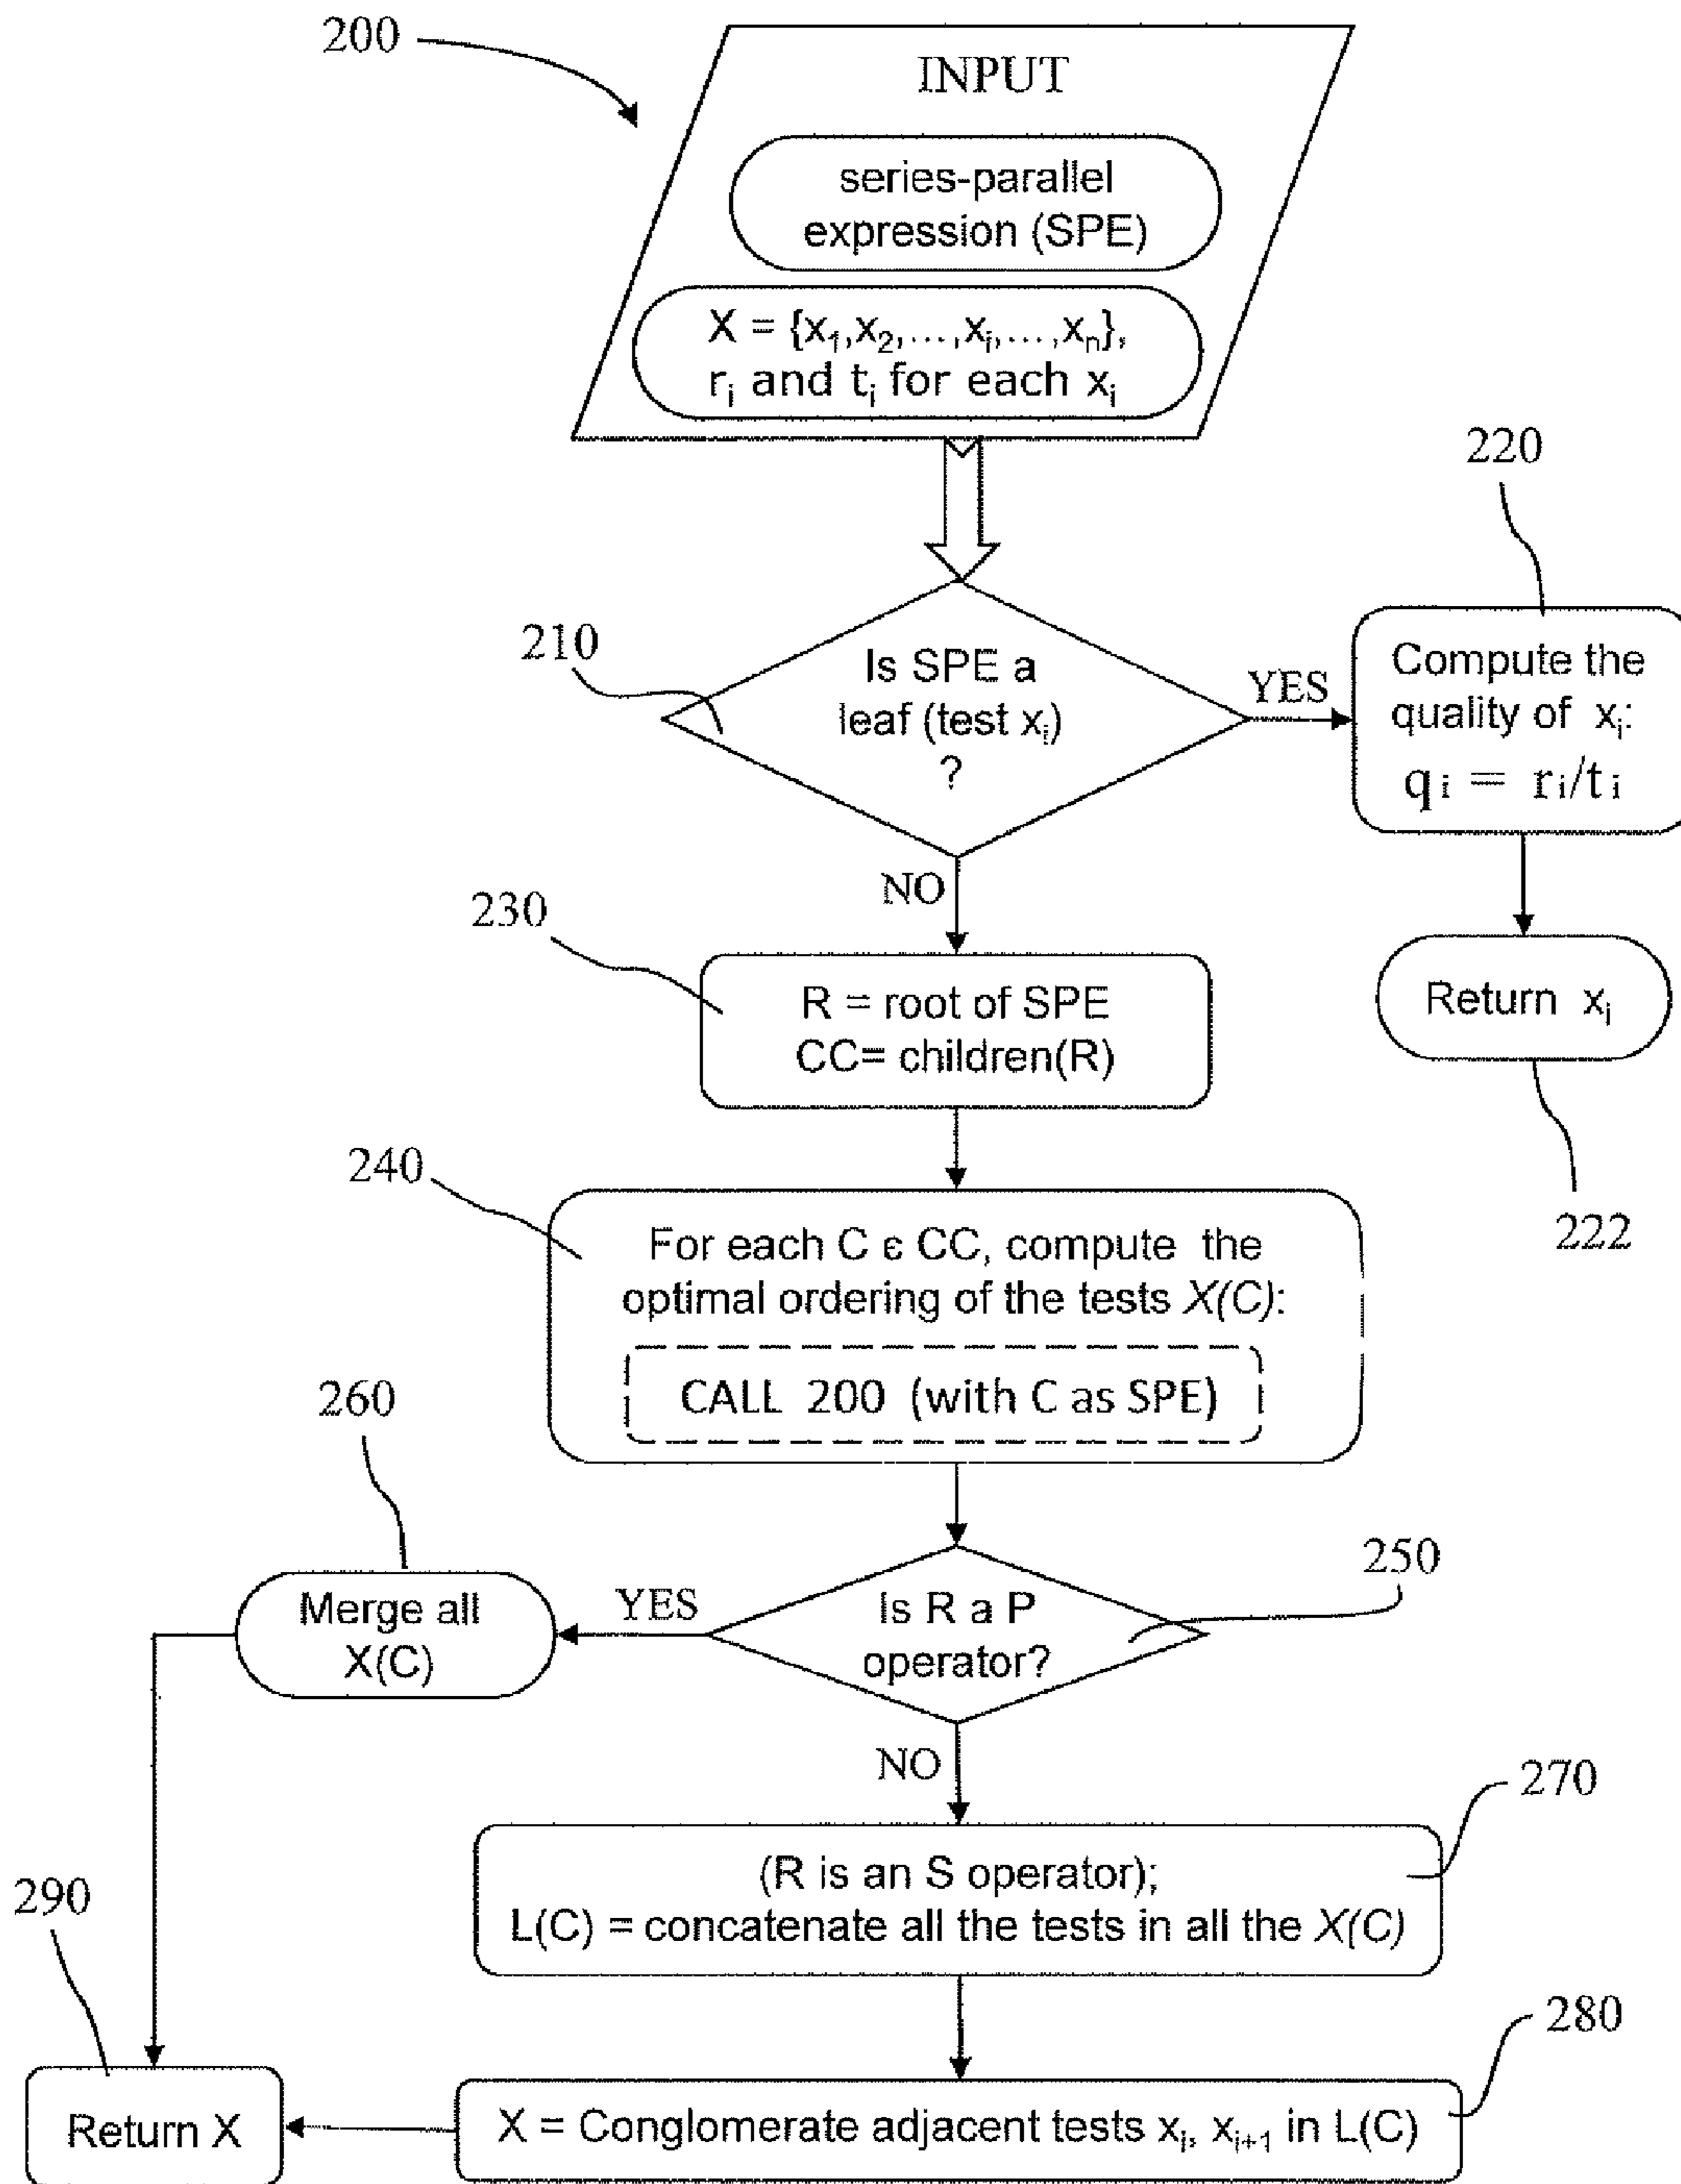 200
INPUT
series-parallel
expression (SPE)
X = {x₁,x₂,...,xᵢ,...,xₙ},
rᵢ and tᵢ for each xᵢ
220
210
Is SPE a
leaf (test xᵢ)
?
YES
Compute the
quality of xᵢ:
qᵢ = rᵢ/tᵢ
NO
230
R = root of SPE
CC= children(R)
Return xᵢ
222
240
For each C ε CC, compute the
optimal ordering of the tests X(C):
CALL 200 (with C as SPE)
260
250
Merge all
X(C)
YES
Is R a P
operator?
NO
270
(R is an S operator);
L(C) = concatenate all the tests in all the X(C)
290
280
Return X
X = Conglomerate adjacent tests xᵢ, xᵢ₊₁ in L(C)